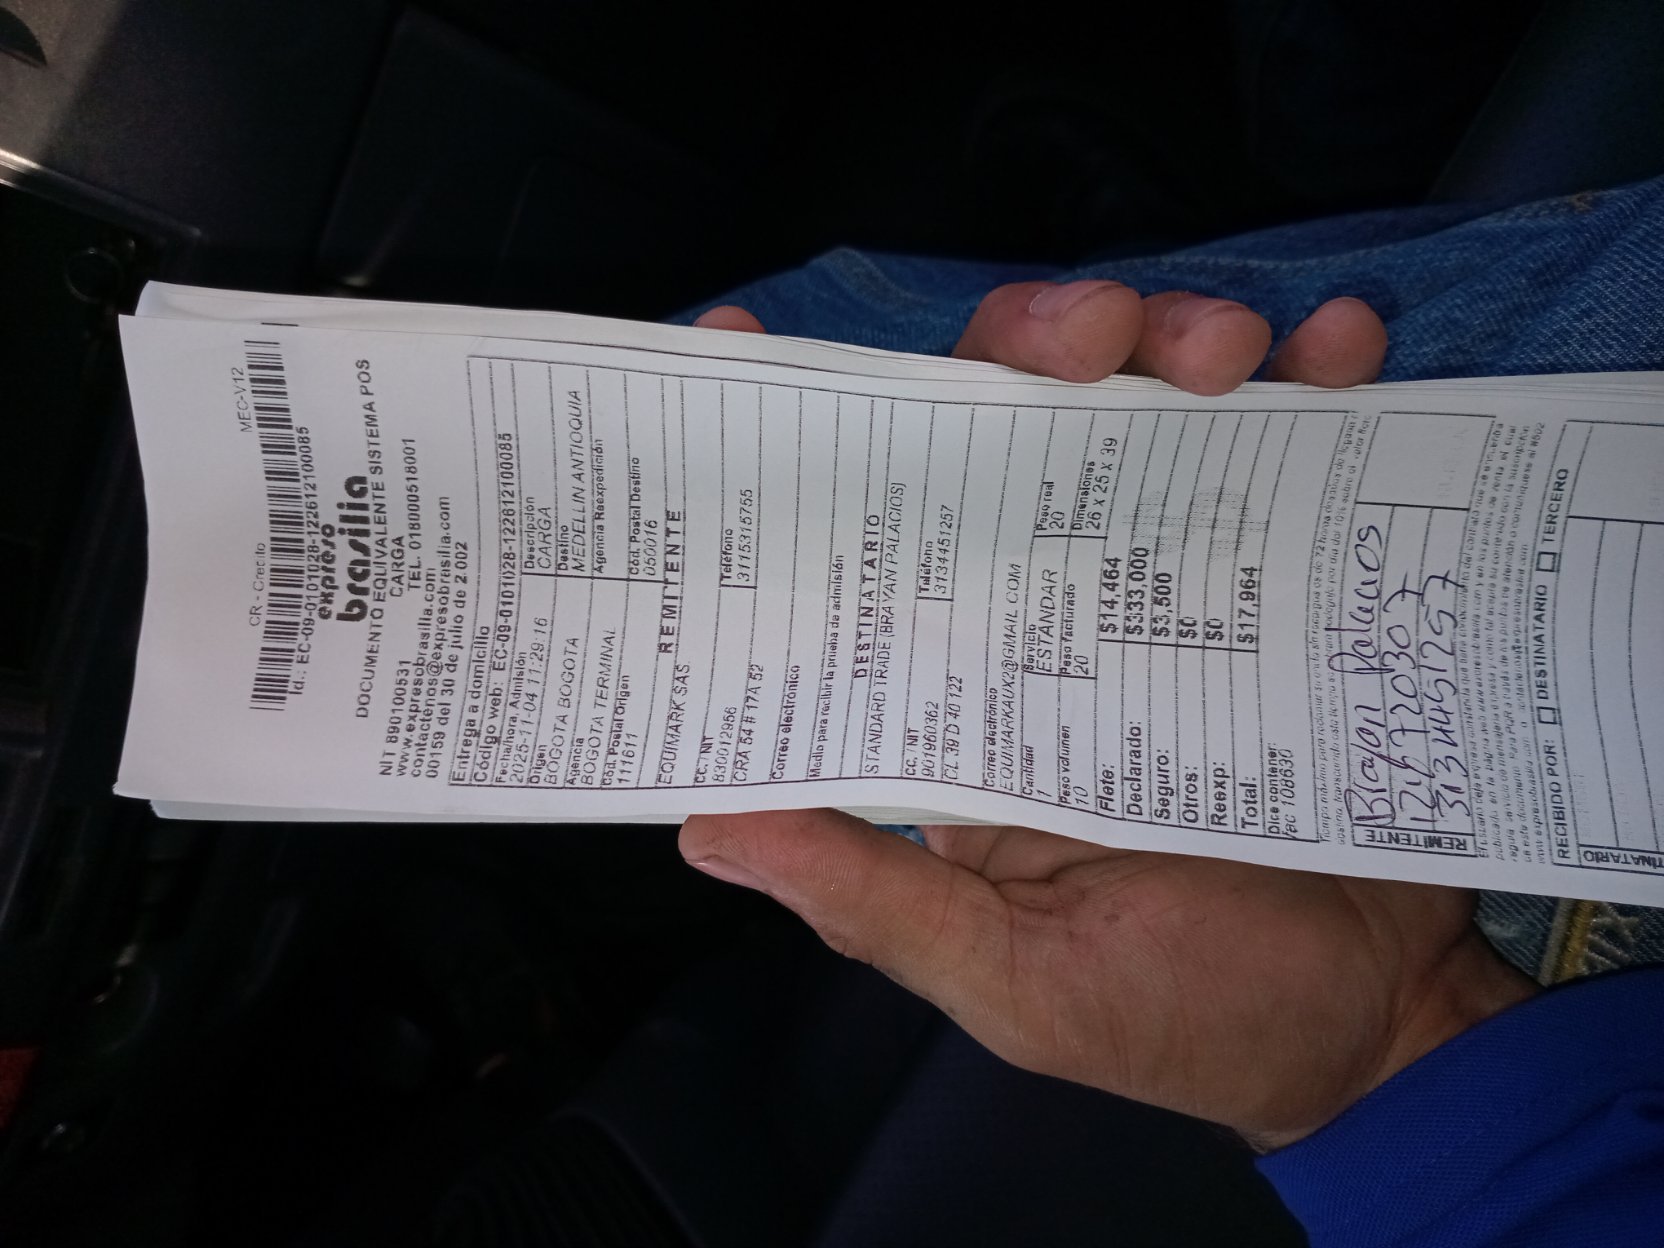 MEC-V12
CR - Credito
Id.: EC-09-0101028-12261212100085
expreso
brasilia
DOCUMENTO EQUIVALENTE SISTEMA POS
CARGA
NIT 890100531 TEL. 018000518001
www.expresobrasilia.com
contactenos@expresobrasilia.com
00159 del 30 de julio de 2.002
Entrega a domicilio
Código web: EC-09-0101028-12261212100085
Fecha/hora, Admisión Descripción
2025-11-04 11:29:16 CARGA
Origen Destino
BOGOTA BOGOTA MEDELLIN ANTIOQUIA
Agencia Agencia Reexpedición
BOGOTA TERMINAL
Cód. Postal Origen Cód. Postal Destino
111611 050016
REMITENTE
EQUIMARK SAS
CC. / NIT Teléfono
830012956 3115315755
CRA 54 # 17A 52
Correo electrónico
Medio para recibir la prueba de admisión
DESTINATARIO
STANDARD TRADE (BRAYAN PALACIOS)
CC. / NIT Teléfono
901960362 3134451257
CL 39 D 40 122
Correo electrónico
EQUIMARKAUX2@GMAIL.COM
Cantidad Servicio Peso real
1 ESTANDAR 20
Peso volumen Peso facturado Dimensiones
10 20 26 X 25 X 39
Flete: $14,464
Declarado: $333,000
Seguro: $3,500
Otros: $0
Reexp: $0
Total: $17,964
Dice contener:
fac 108630
REMITENTE
Brayan Palacios
3134451257
RECIBIDO POR: DESTINATARIO TERCERO